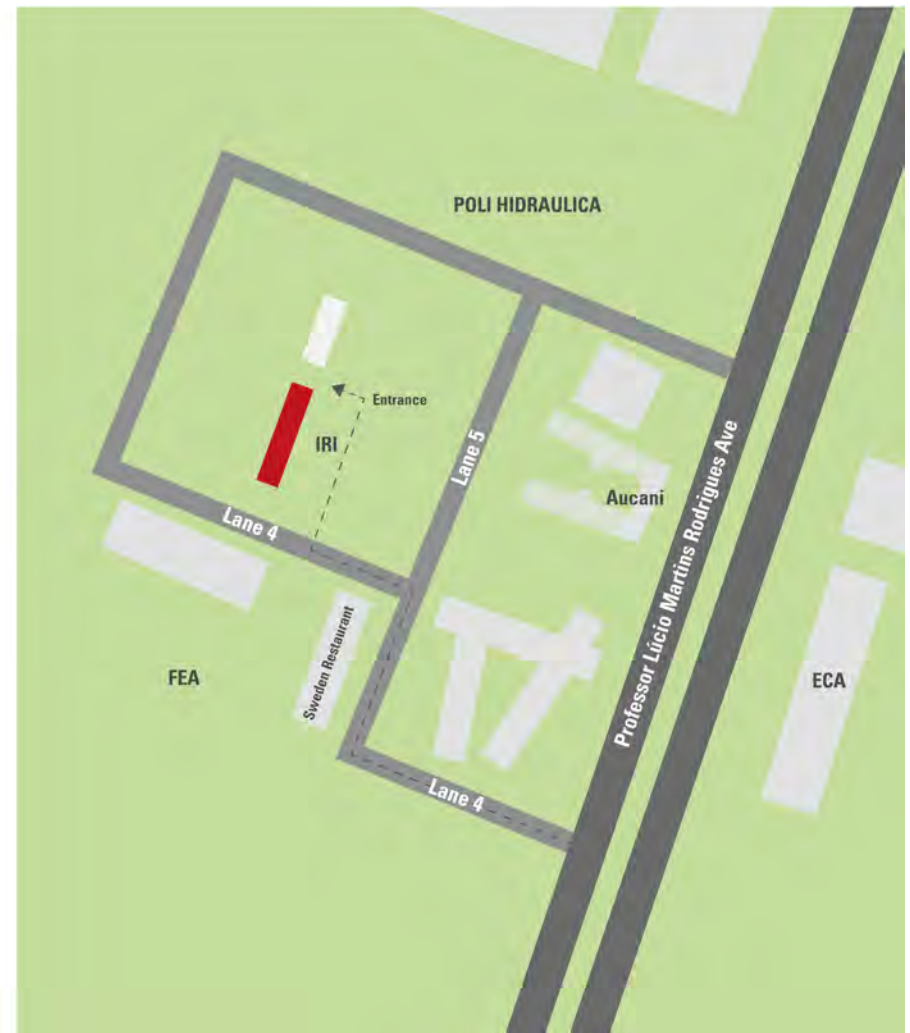 POLI HIDRAULICA
Entrance
IRI
Lane 5
Aucani
Lane 4
Professor Lúcio Martins Rodrigues Ave
Sweden Restaurant
FEA
ECA
Lane 4